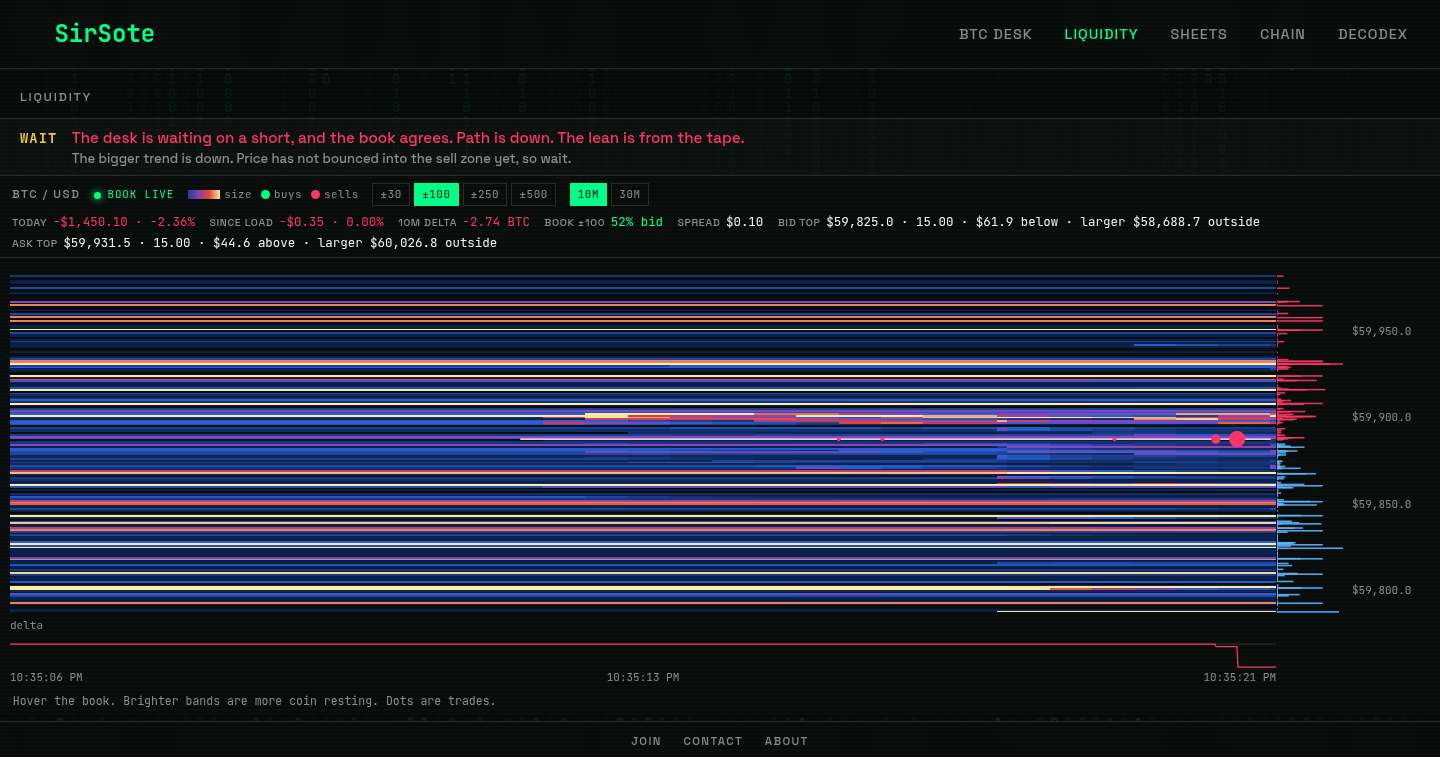 SirSote
BTC DESK LIQUIDITY SHEETS CHAIN DECODEX
LIQUIDITY
WAIT The desk is waiting on a short, and the book agrees. Path is down. The lean is from the tape.
The bigger trend is down. Price has not bounced into the sell zone yet, so wait.
BTC / USD BOOK LIVE size buys sells ±30 ±100 ±250 ±500 10M 30M
TODAY -$1,450.10 · -2.36% SINCE LOAD -$0.35 · 0.00% 10M DELTA -2.74 BTC BOOK ±100 52% bid SPREAD $0.10 BID TOP $59,825.0 · 15.00 · $61.9 below · larger $58,688.7 outside
ASK TOP $59,931.5 · 15.00 · $44.6 above · larger $60,026.8 outside
$59,950.0
$59,900.0
$59,850.0
$59,800.0
delta
10:35:06 PM 10:35:13 PM 10:35:21 PM
Hover the book. Brighter bands are more coin resting. Dots are trades.
JOIN CONTACT ABOUT